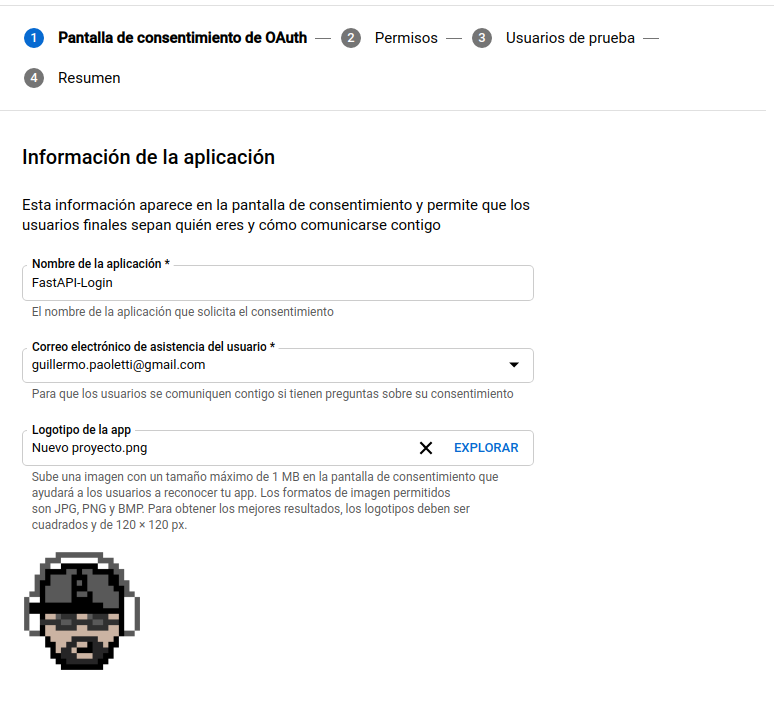 1 Pantalla de consentimiento de OAuth — 2 Permisos — 3 Usuarios de prueba —
4 Resumen
Información de la aplicación
Esta información aparece en la pantalla de consentimiento y permite que los
usuarios finales sepan quién eres y cómo comunicarse contigo
Nombre de la aplicación *
FastAPI-Login
El nombre de la aplicación que solicita el consentimiento
Correo electrónico de asistencia del usuario *
guillermo.paoletti@gmail.com
Para que los usuarios se comuniquen contigo si tienen preguntas sobre su consentimiento
Logotipo de la app
Nuevo proyecto.png EXPLORAR
Sube una imagen con un tamaño máximo de 1 MB en la pantalla de consentimiento que
ayudará a los usuarios a reconocer tu app. Los formatos de imagen permitidos
son JPG, PNG y BMP. Para obtener los mejores resultados, los logotipos deben ser
cuadrados y de 120 × 120 px.